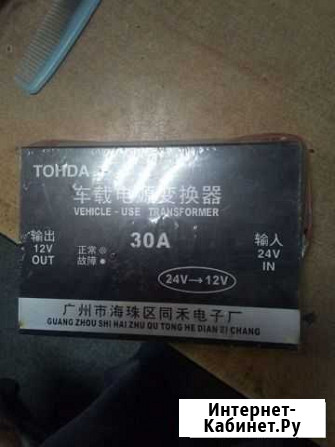 TOHDA
车载电源变换器
VEHICLE - USE TRANSFORMER
输出
12V
OUT
正常
故障
30A
输入
24V
IN
24V→12V
广州市海珠区同禾电子厂
GUANG ZHOU SHI HAI ZHU QU TONG HE DIAN ZI CHANG
Интернет-
Кабинет.Ру